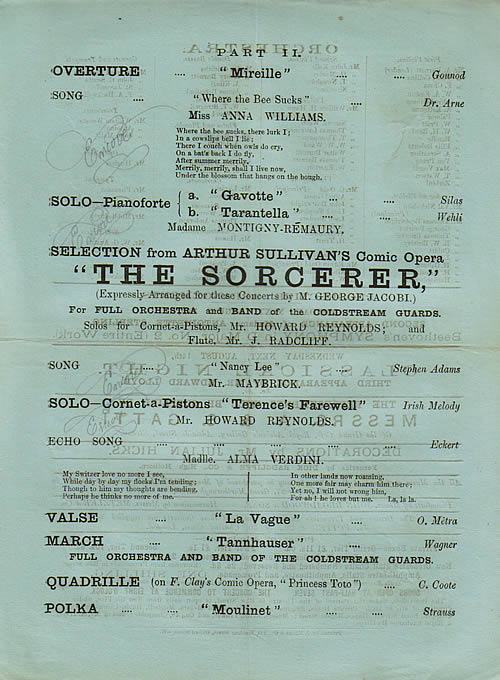 PART II.
OVERTURE .... "Mireille" .... .... Gounod
SONG .... "Where the Bee Sucks" .... Dr. Arne
Miss ANNA WILLIAMS.
Where the bee sucks, there lurk I;
In a cowslips bell I lie;
There I couch when owls do cry,
On a bat's back I do fly,
After summer merrily,
Merrily, merrily, shall I live now,
Under the blossom that hangs on the bough.
SOLO—Pianoforte { a. "Gavotte" ... ... Silas
b. "Tarantella" ... ... Wehli
Madame MONTIGNY-REMAURY.
SELECTION from ARTHUR SULLIVAN'S Comic Opera
"THE SORCERER,"
(Expressly Arranged for these Concerts by M. GEORGE JACOBI.)
For FULL ORCHESTRA and BAND of the COLDSTREAM GUARDS.
Solos for Cornet-a-Pistons, Mr. HOWARD REYNOLDS; and
Flute, Mr. J. RADCLIFF.
SONG .... "Nancy Lee" .... Stephen Adams
Mr. MAYBRICK.
SOLO—Cornet-a-Pistons "Terence's Farewell" Irish Melody
Mr. HOWARD REYNOLDS.
ECHO SONG .... .... .... .... Eckert
Madlle. ALMA VERDINI.
My Switzer love no more I see,
While day by day my flocks I'm tending;
Though to him my thoughts are bending,
Perhaps be thinks no more of me.
In other lands now roaming,
One more fair may charm him there;
Yet no, I will not wrong him,
For ah! he loves but me. La, la la.
VALSE .... "La Vague" .... O. Métra
MARCH .... "Tannhauser" .... Wagner
FULL ORCHESTRA AND BAND OF THE COLDSTREAM GUARDS.
QUADRILLE (on F. Clay's Comic Opera, "Princess Toto") .... C. Coote
POLKA .... .... "Moulinet" .... .... Strauss